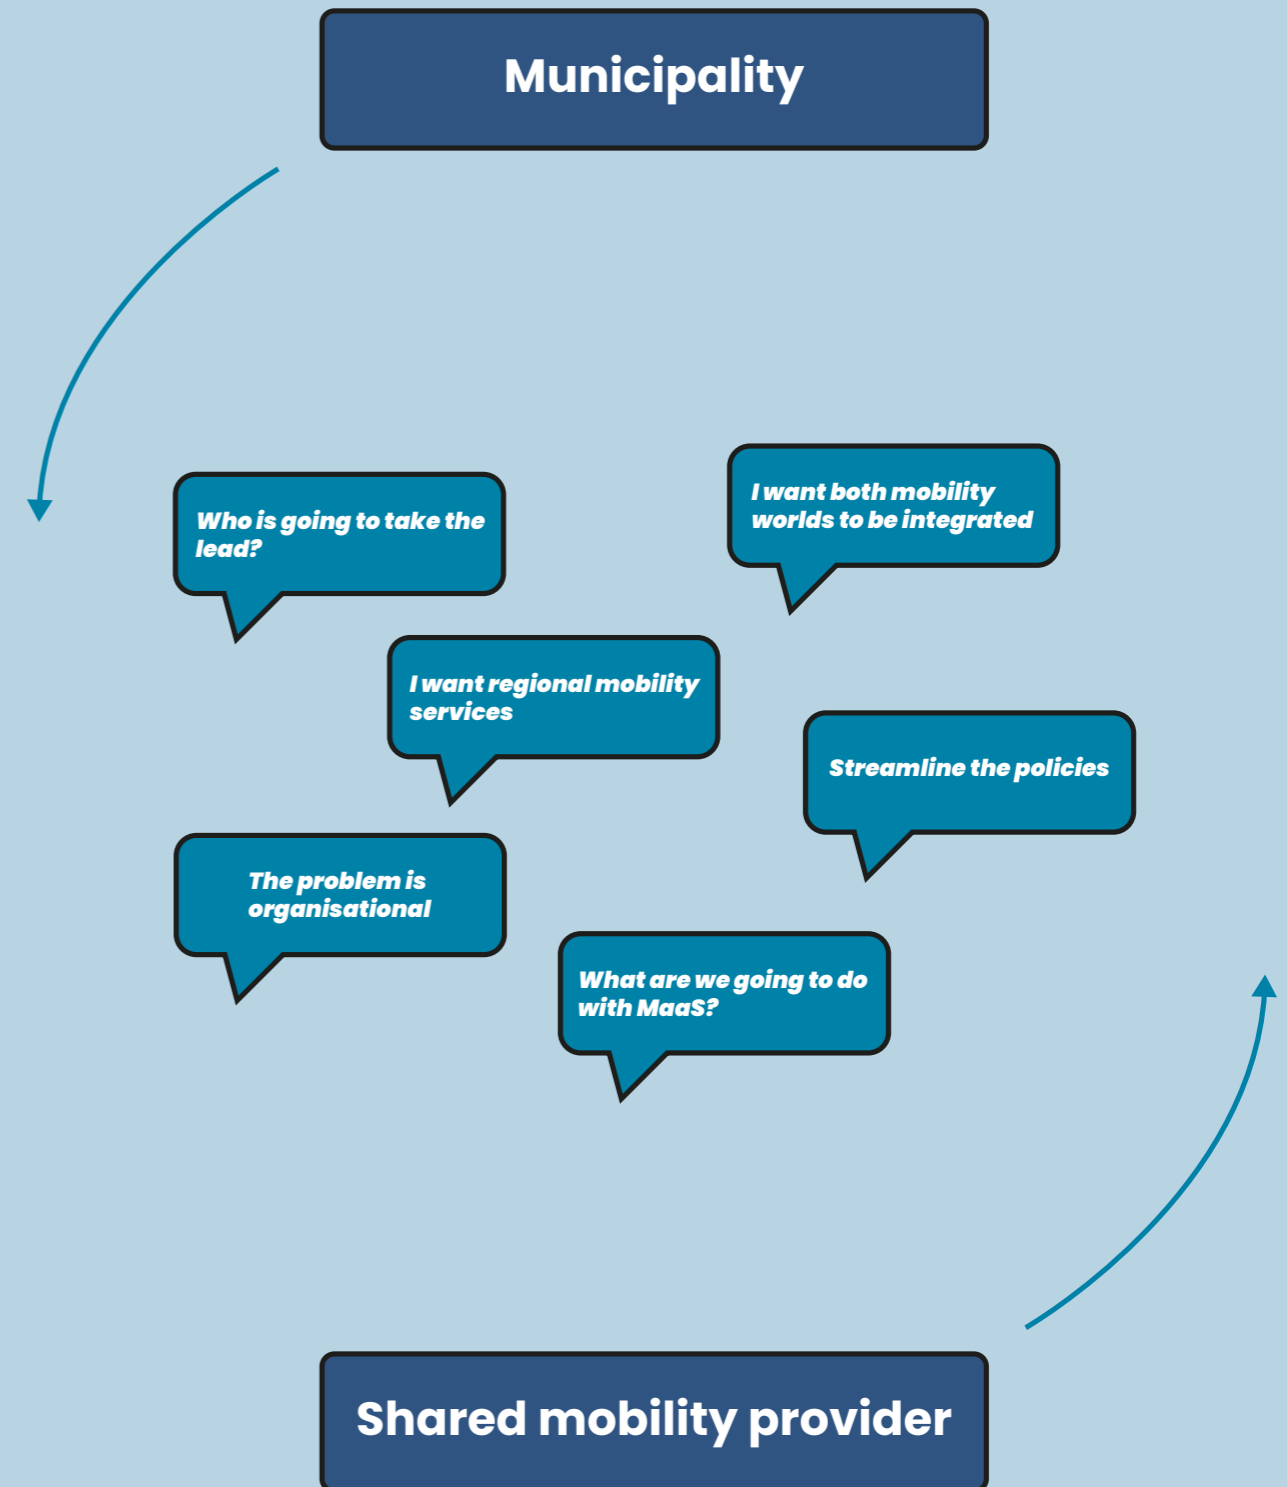 Municipality
Who is going to take the
lead?
I want both mobility
worlds to be integrated
I want regional mobility
services
Streamline the policies
The problem is
organisational
What are we going to do
with MaaS?
Shared mobility provider